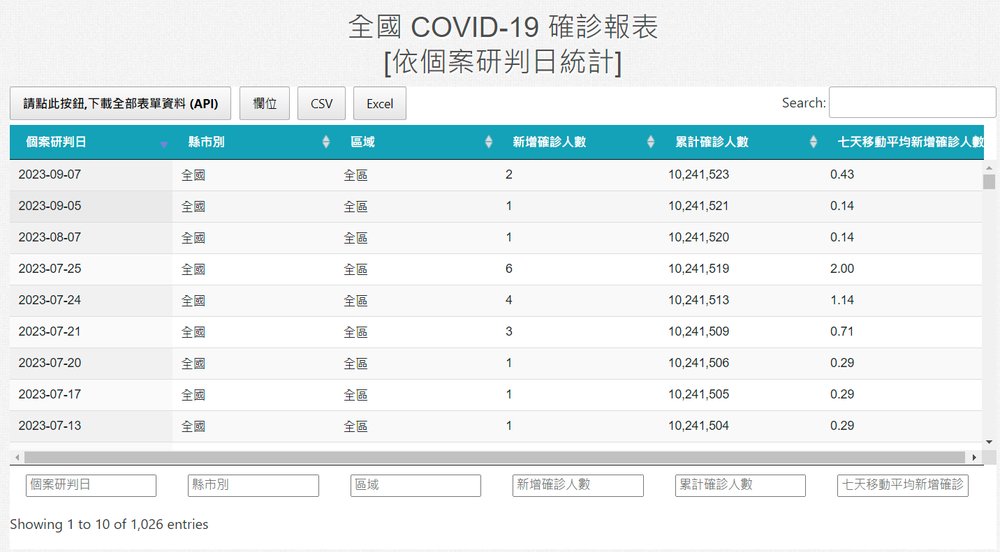 全國 COVID-19 確診報表
[依個案研判日統計]
請點此按鈕,下載全部表單資料 (API) 欄位 CSV Excel Search:
個案研判日 縣市別 區域 新增確診人數 累計確診人數 七天移動平均新增確診人數
2023-09-07 全國 全區 2 10,241,523 0.43
2023-09-05 全國 全區 1 10,241,521 0.14
2023-08-07 全國 全區 1 10,241,520 0.14
2023-07-25 全國 全區 6 10,241,519 2.00
2023-07-24 全國 全區 4 10,241,513 1.14
2023-07-21 全國 全區 3 10,241,509 0.71
2023-07-20 全國 全區 1 10,241,506 0.29
2023-07-17 全國 全區 1 10,241,505 0.29
2023-07-13 全國 全區 1 10,241,504 0.29
個案研判日 縣市別 區域 新增確診人數 累計確診人數 七天移動平均新增確診
Showing 1 to 10 of 1,026 entries